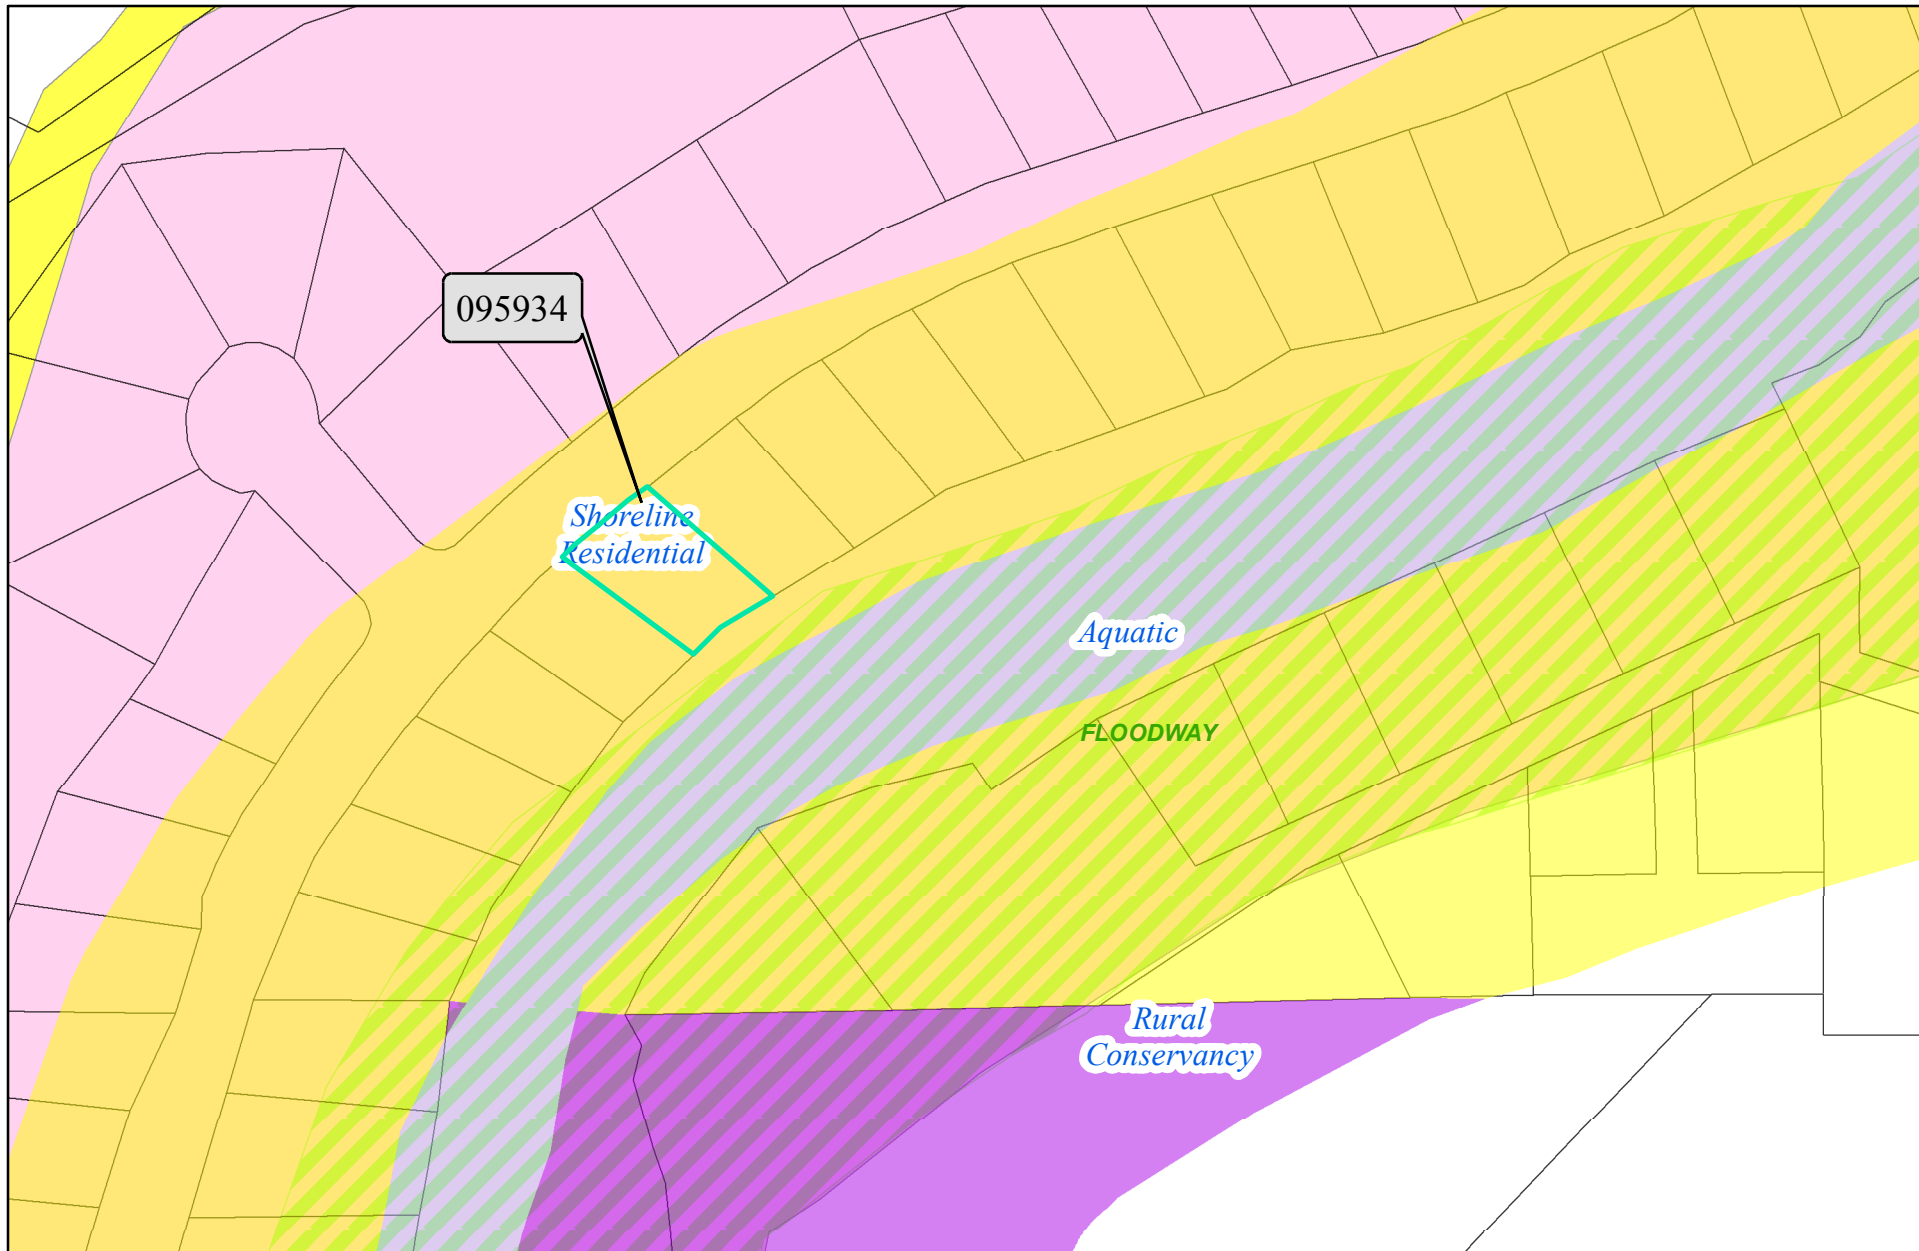 095934
Shoreline
Residential
Aquatic
FLOODWAY
Rural
Conservancy